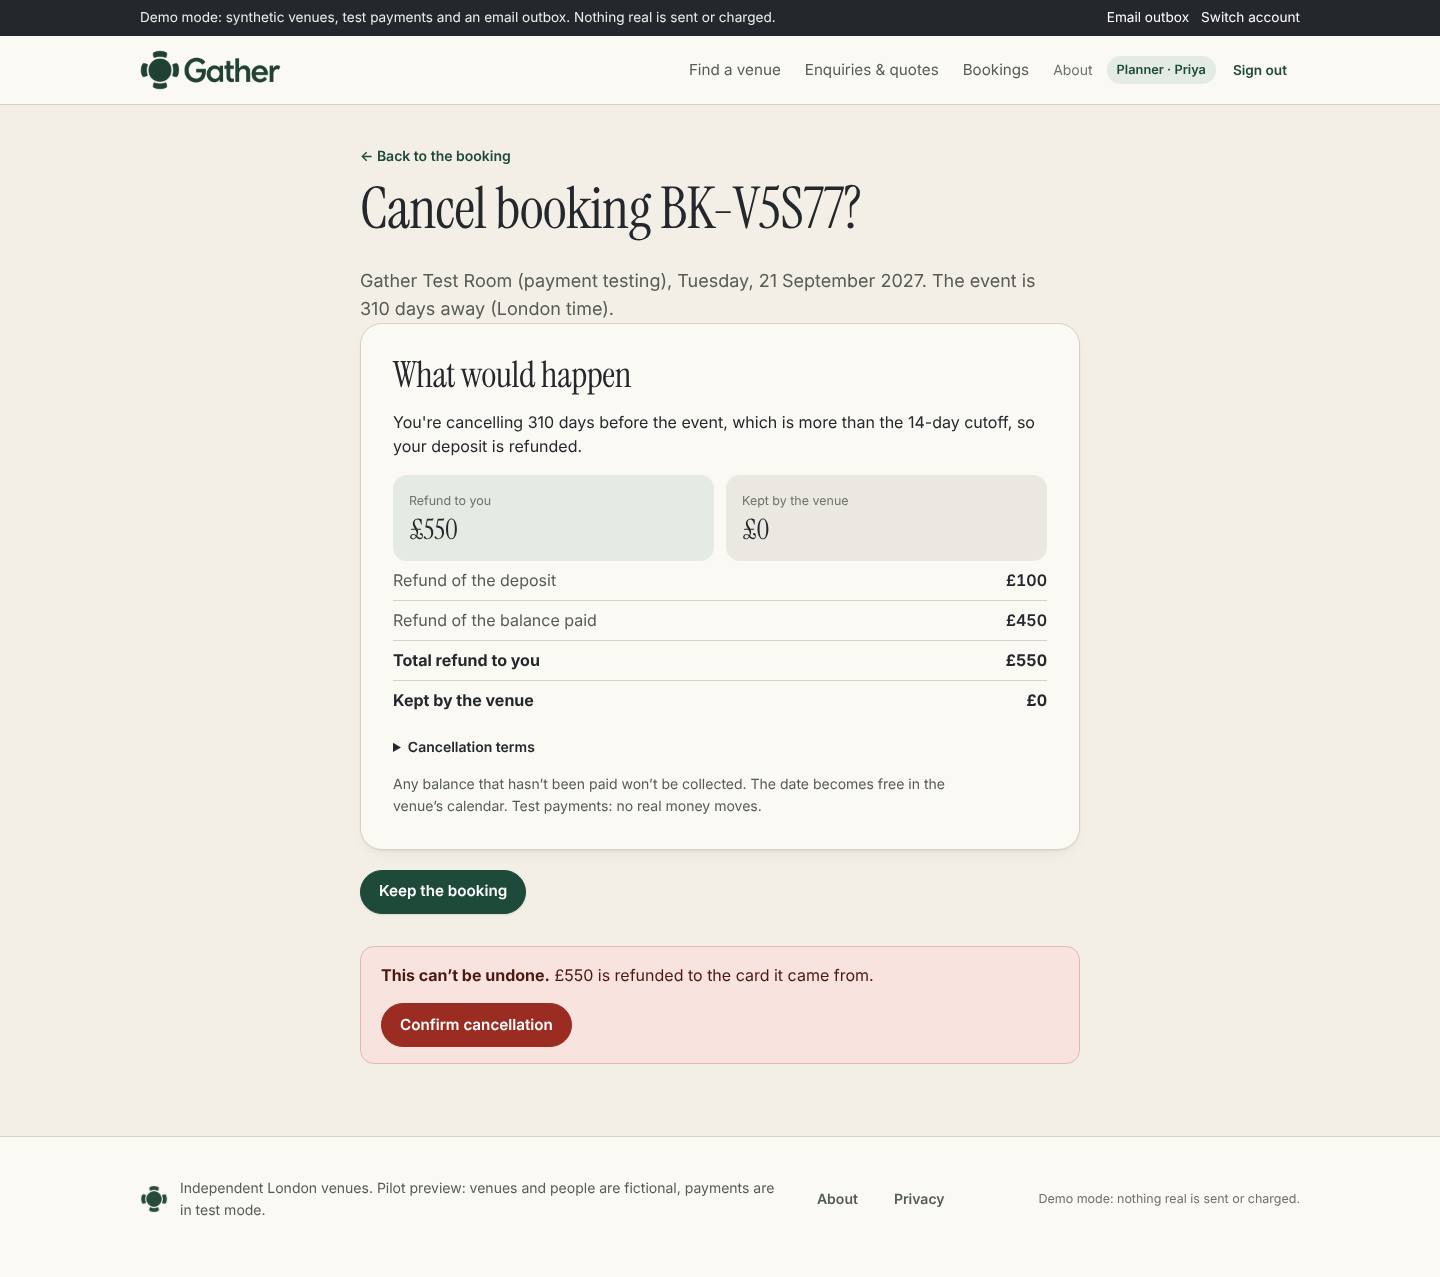 Demo mode: synthetic venues, test payments and an email outbox. Nothing real is sent or charged.
Email outbox Switch account
Gather
Find a venue Enquiries & quotes Bookings About Planner · Priya Sign out
← Back to the booking
Cancel booking BK-V5S77?
Gather Test Room (payment testing), Tuesday, 21 September 2027. The event is
310 days away (London time).
What would happen
You're cancelling 310 days before the event, which is more than the 14-day cutoff, so
your deposit is refunded.
Refund to you
£550
Kept by the venue
£0
Refund of the deposit £100
Refund of the balance paid £450
Total refund to you £550
Kept by the venue £0
▶ Cancellation terms
Any balance that hasn’t been paid won’t be collected. The date becomes free in the
venue’s calendar. Test payments: no real money moves.
Keep the booking
This can’t be undone. £550 is refunded to the card it came from.
Confirm cancellation
Independent London venues. Pilot preview: venues and people are fictional, payments are
in test mode.
About Privacy
Demo mode: nothing real is sent or charged.